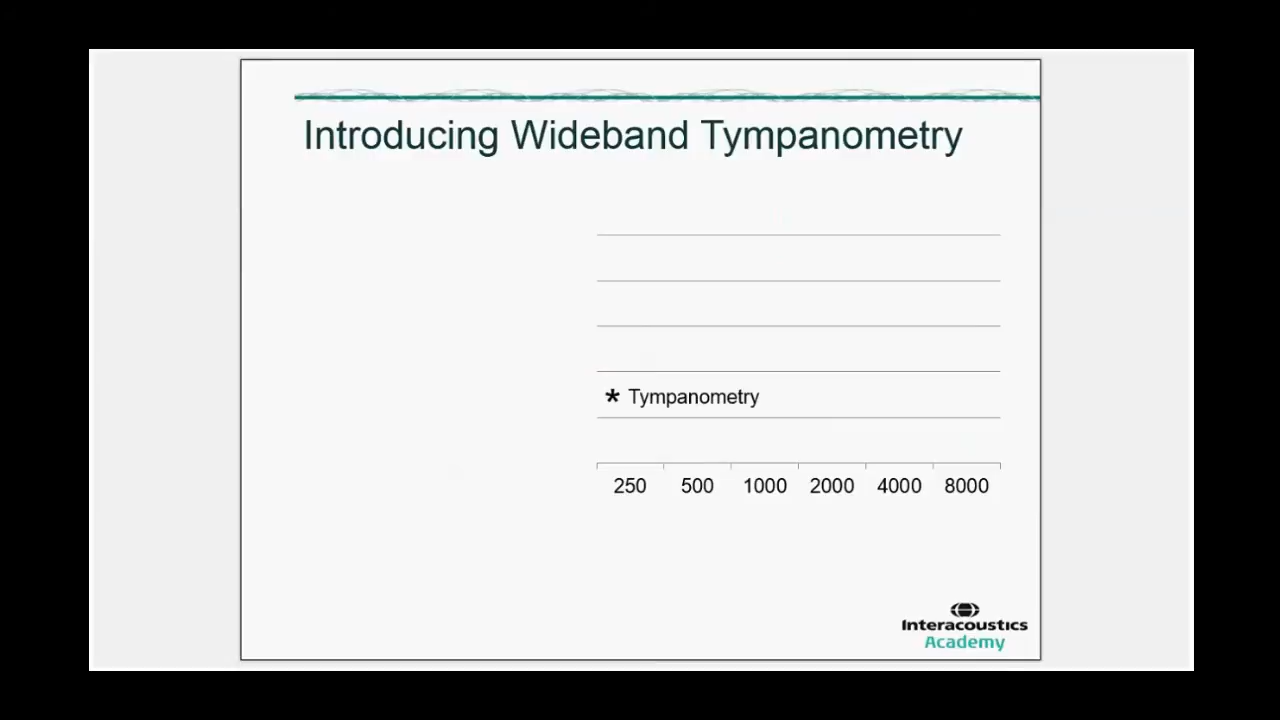 Introducing Wideband Tympanometry
* Tympanometry
250 500 1000 2000 4000 8000
Interacoustics
Academy